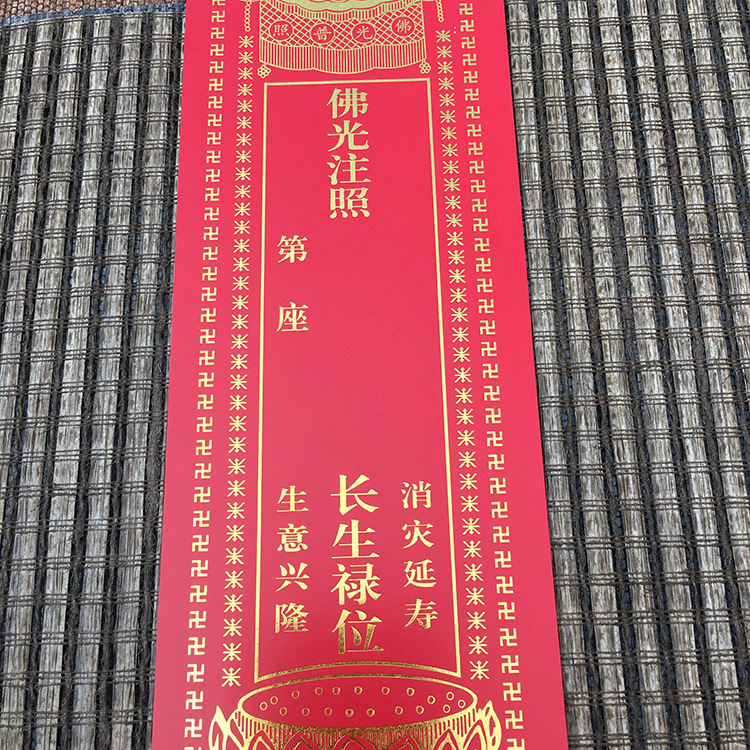 佛光普照
佛光注照
消灾延寿
长生禄位
第 座
生意兴隆